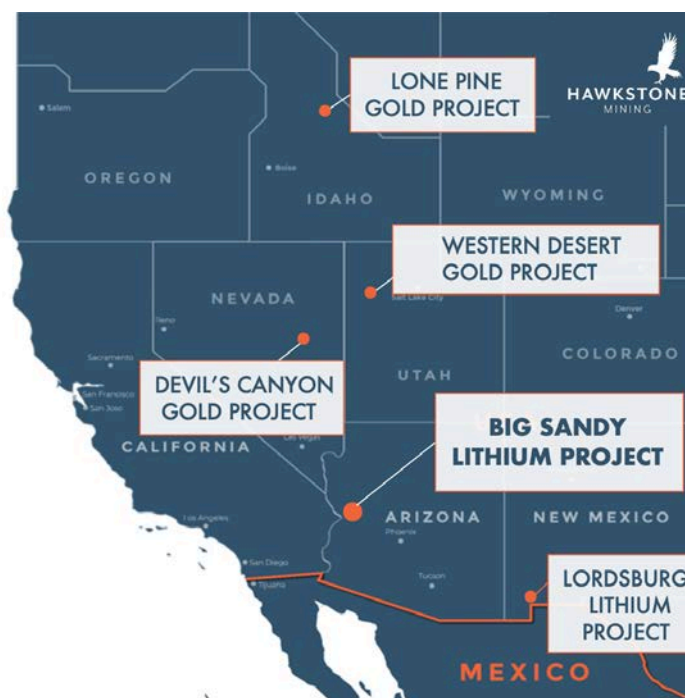 LONE PINE
GOLD PROJECT
HAWKSTONE
MINING
Salem
OREGON
Boise
IDAHO
WYOMING
WESTERN DESERT
GOLD PROJECT
NEVADA
Salt Lake City
Reno
Denver
Sacramento
UTAH
COLORADO
DEVIL'S CANYON
GOLD PROJECT
San Francisco
San Jose
CALIFORNIA
Las Vegas
BIG SANDY
LITHIUM PROJECT
Los Angeles
ARIZONA
NEW MEXICO
Phoenix
San Diego
Tijuana
Tucson
LORDSBURG
LITHIUM
PROJECT
MEXICO